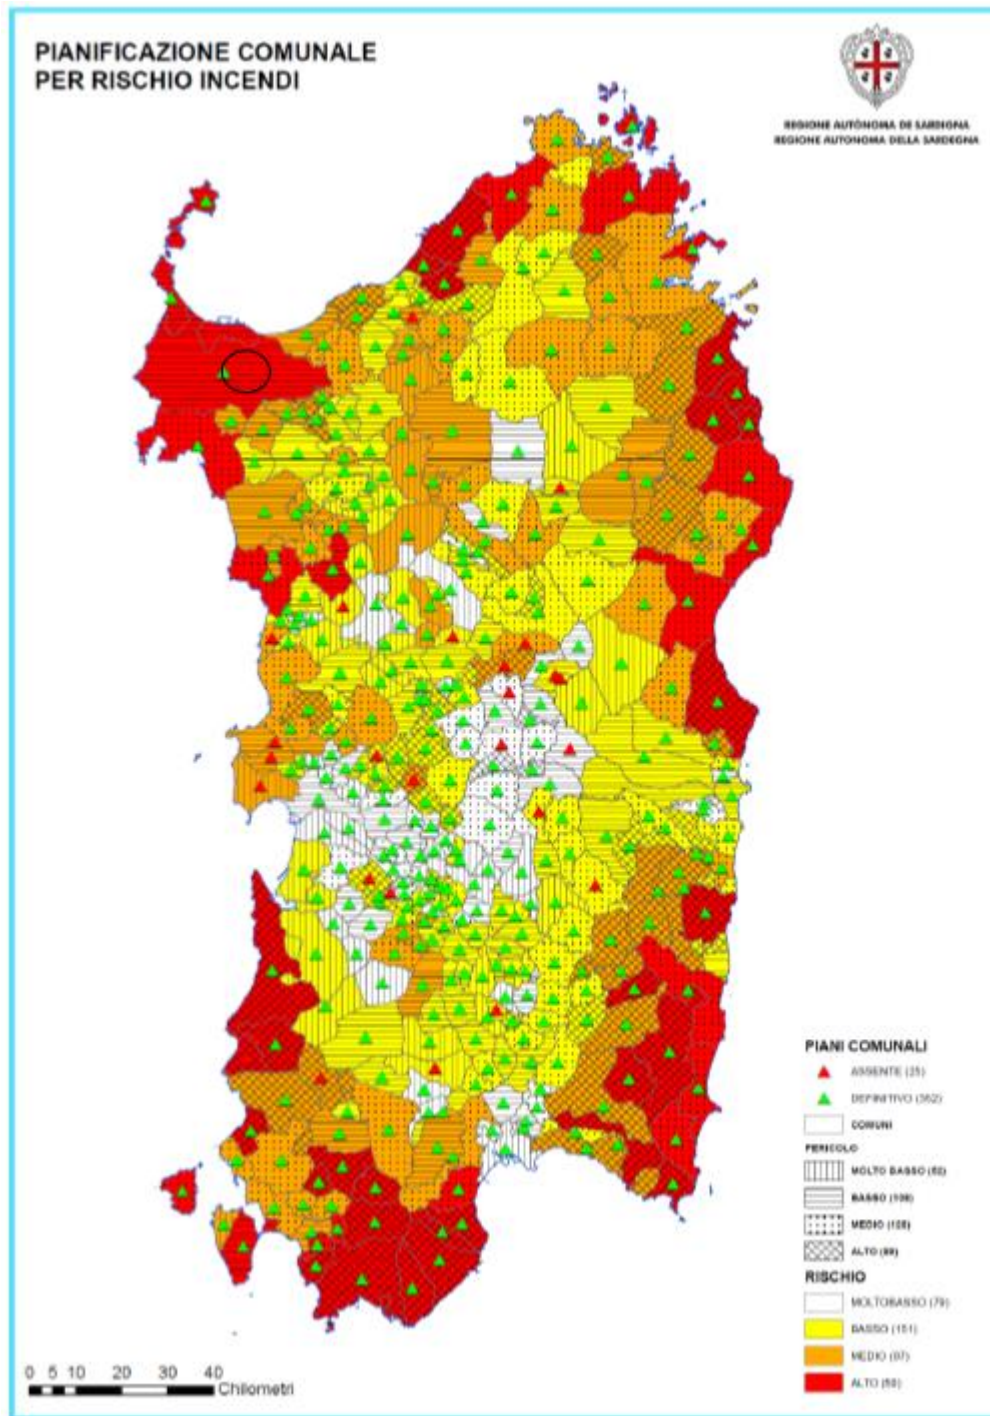 PIANIFICAZIONE COMUNALE
PER RISCHIO INCENDI
REGIONE AUTÒNOMA DE SARDIGNA
REGIONE AUTONOMA DELLA SARDEGNA
PIANI COMUNALI
ASSENTE (25)
DEFINITIVO (352)
COMUNI
PERICOLO
MOLTO BASSO
BASSO
MEDIO
ALTO
RISCHIO
MOLTOBASSO (79)
BASSO (151)
MEDIO
ALTO
0 5 10 20 30 40
Chilometri